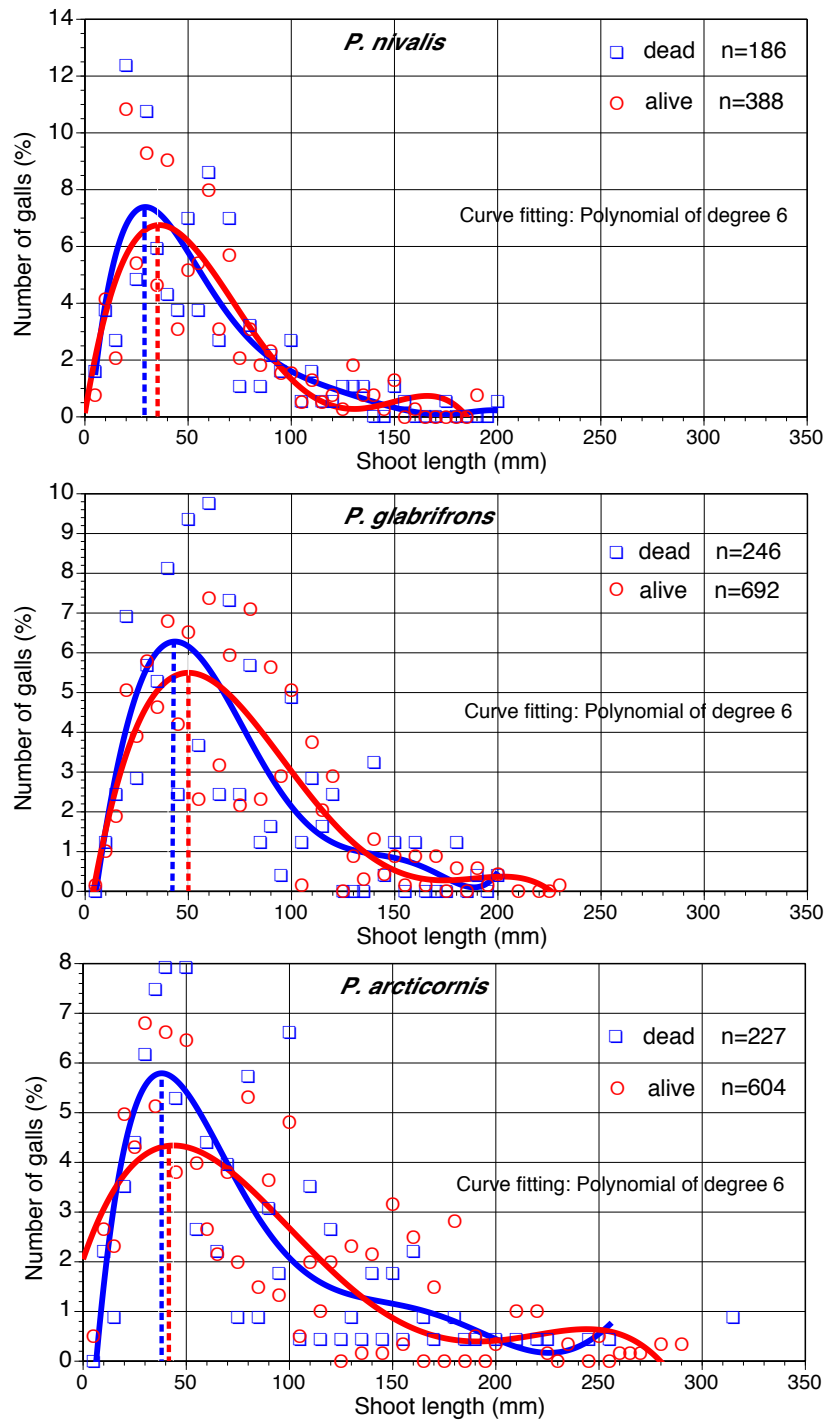 P. nivalis
dead n=186
alive n=388
Curve fitting: Polynomial of degree 6
Number of galls (%)
14
12
10
8
6
4
2
0
0 50 100 150 200 250 300 350
Shoot length (mm)
P. glabrifrons
dead n=246
alive n=692
Curve fitting: Polynomial of degree 6
Number of galls (%)
10
9
8
7
6
5
4
3
2
1
0
0 50 100 150 200 250 300 350
Shoot length (mm)
P. arcticornis
dead n=227
alive n=604
Curve fitting: Polynomial of degree 6
Number of galls (%)
8
7
6
5
4
3
2
1
0
0 50 100 150 200 250 300 350
Shoot length (mm)